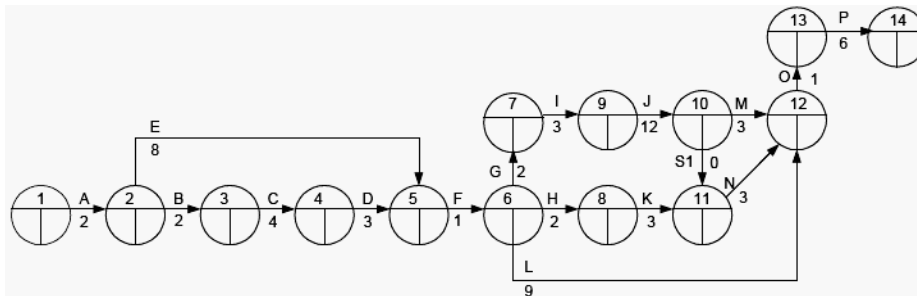 13 P 14
6
O 1
7 I 9 J 10 M 12
3 12 3
E
8
S1 0
G 2
N
1 A 2 B 3 C 4 D 5 F 6 H 8 K 11
3
2 2 4 3 1 2 3
L
9